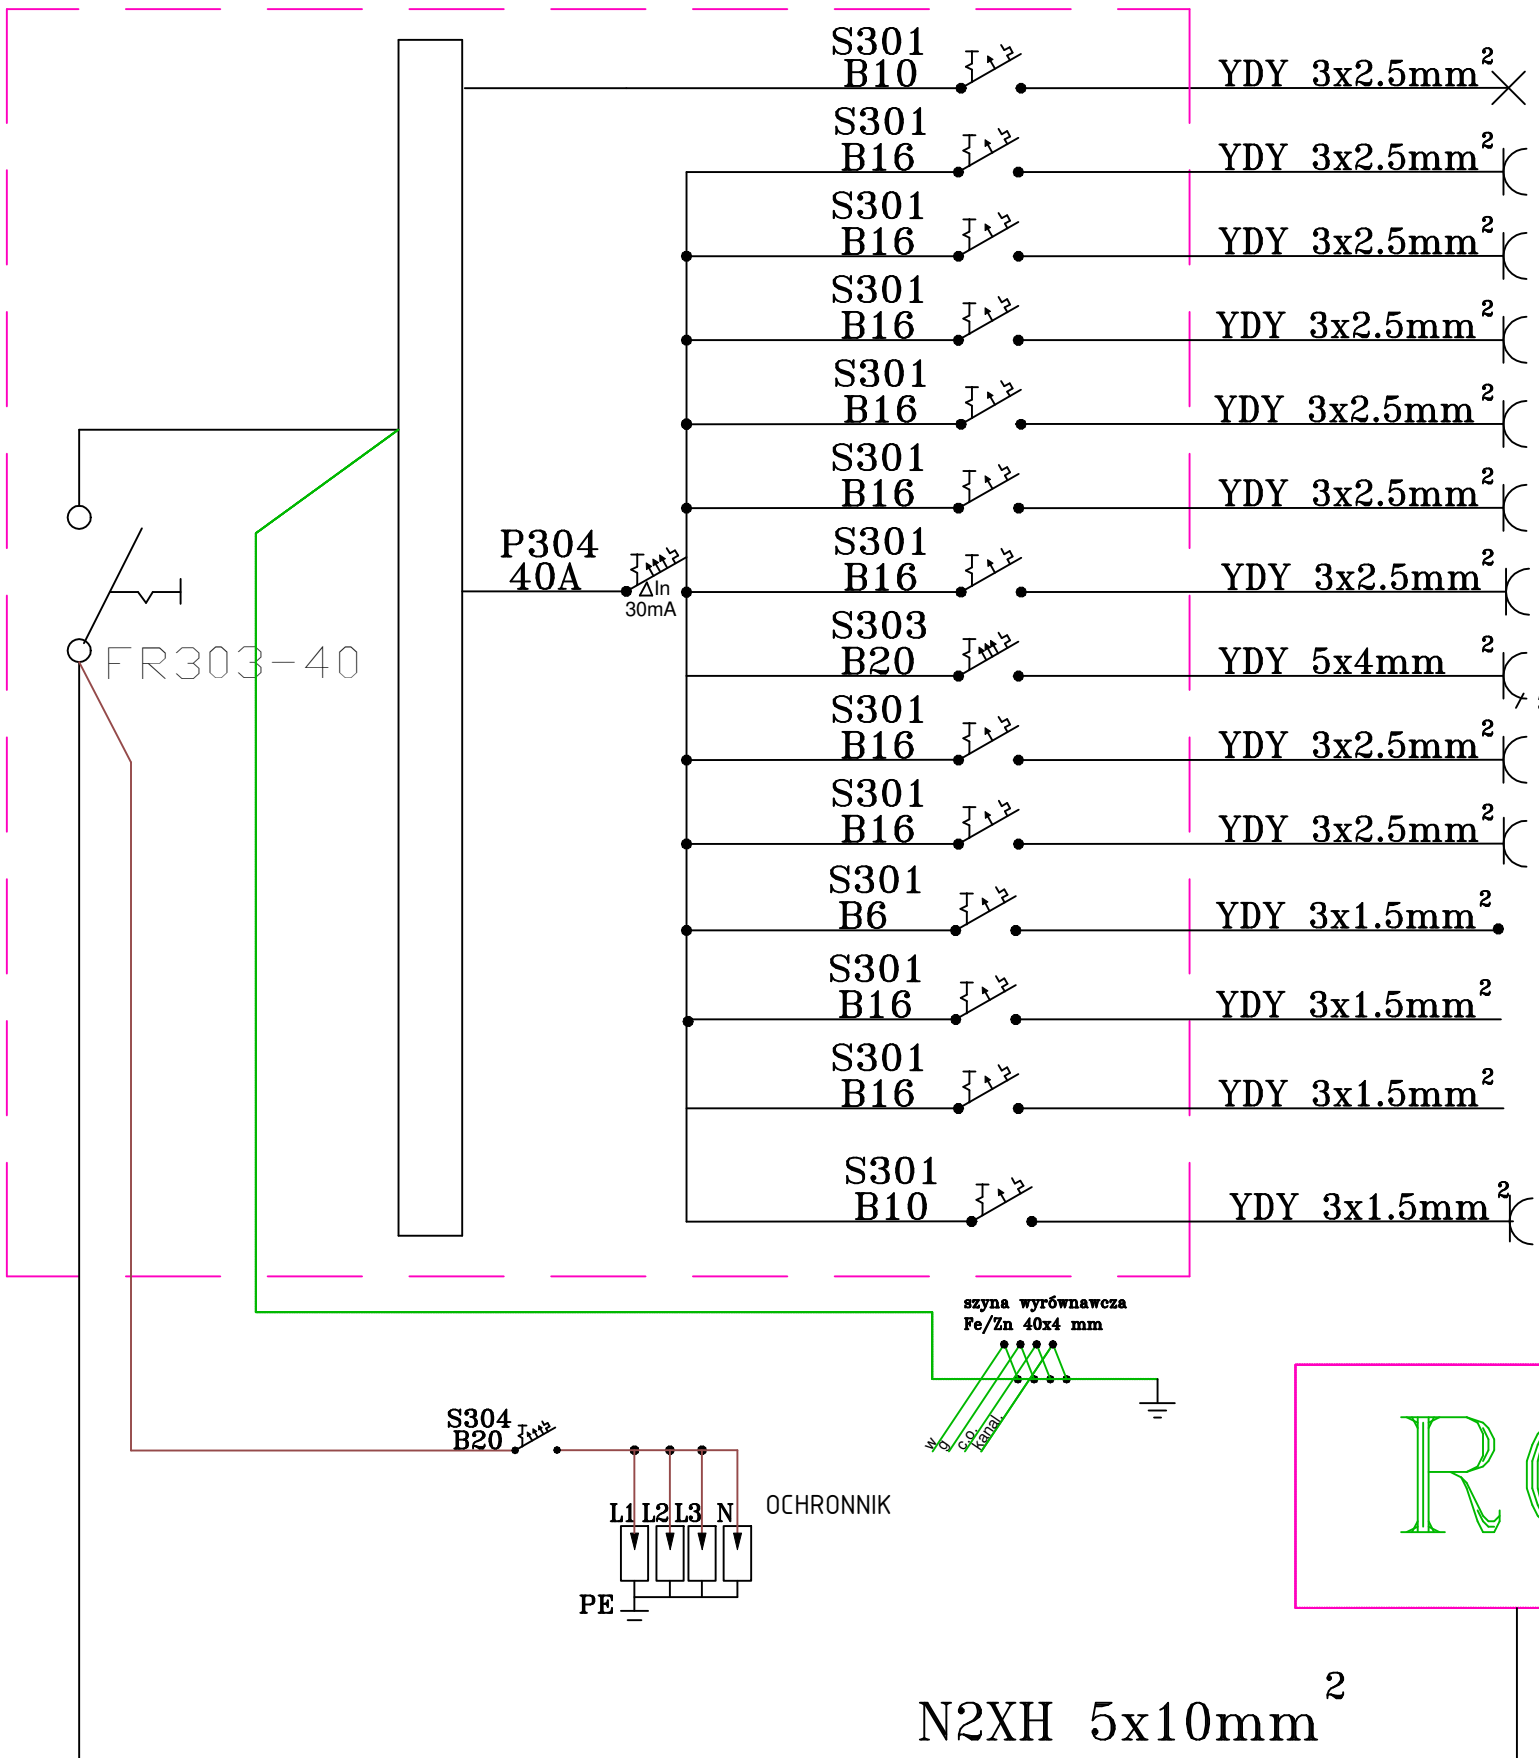 S301
B10
YDY 3x2.5mm²
S301
B16
YDY 3x2.5mm²
S301
B16
YDY 3x2.5mm²
S301
B16
YDY 3x2.5mm²
S301
B16
YDY 3x2.5mm²
S301
B16
YDY 3x2.5mm²
P304
40A
ΔIn
30mA
S301
B16
YDY 3x2.5mm²
FR303-40
S303
B20
YDY 5x4mm ²
S301
B16
YDY 3x2.5mm²
S301
B16
YDY 3x2.5mm²
S301
B6
YDY 3x1.5mm²
S301
B16
YDY 3x1.5mm²
S301
B16
YDY 3x1.5mm²
S301
B10
YDY 3x1.5mm²
szyna wyrównawcza
Fe/Zn 40x4 mm
w
g
c.o.
kanal.
S304
B20
OCHRONNIK
L1 L2 L3 N
PE
N2XH 5x10mm²